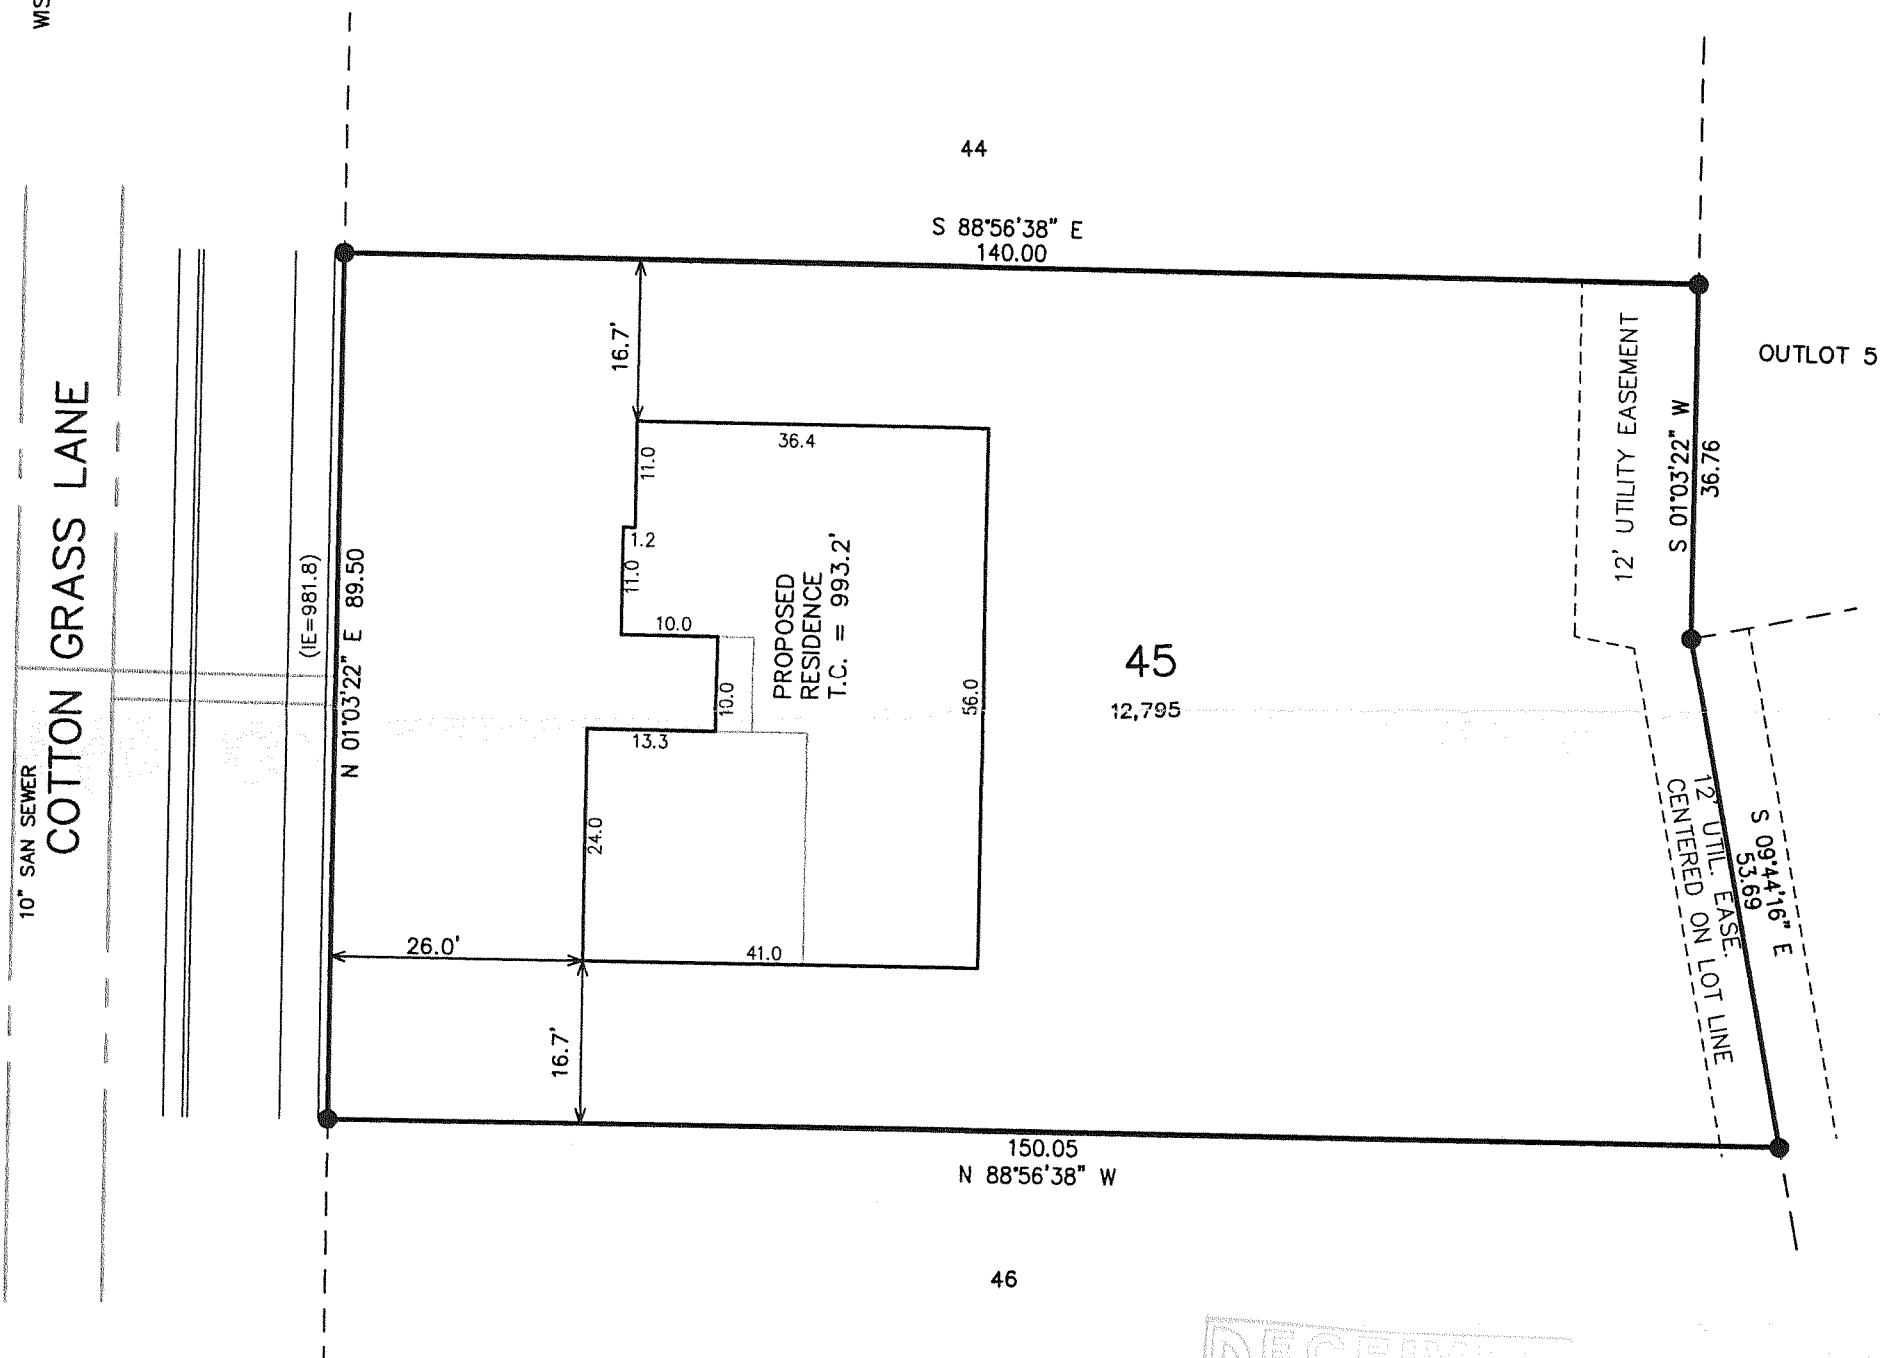 WIS
44
S 88°56'38" E
140.00
OUTLOT 5
12' UTILITY EASEMENT
S 01°03'22" W
36.76
16.7'
36.4
11.0
1.2
11.0
10.0
10.0
13.3
24.0
41.0
56.0
PROPOSED
RESIDENCE
T.C. = 993.2'
45
12,795
COTTON GRASS LANE
10" SAN SEWER
(IE=981.8)
N 01°03'22" E 89.50
26.0'
16.7'
S 09°44'16" E
53.69
12' UTIL. EASE.
CENTERED ON LOT LINE
150.05
N 88°56'38" W
46